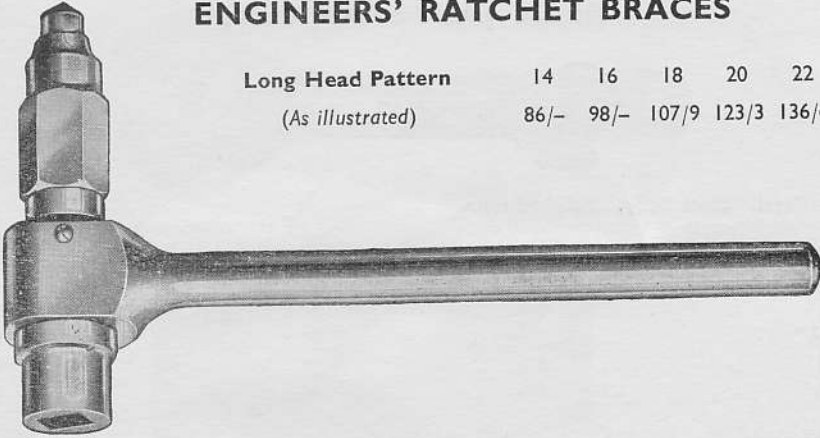 ENGINEERS' RATCHET BRACES
Long Head Pattern 14 16 18 20 22
(As illustrated) 86/– 98/– 107/9 123/3 136/